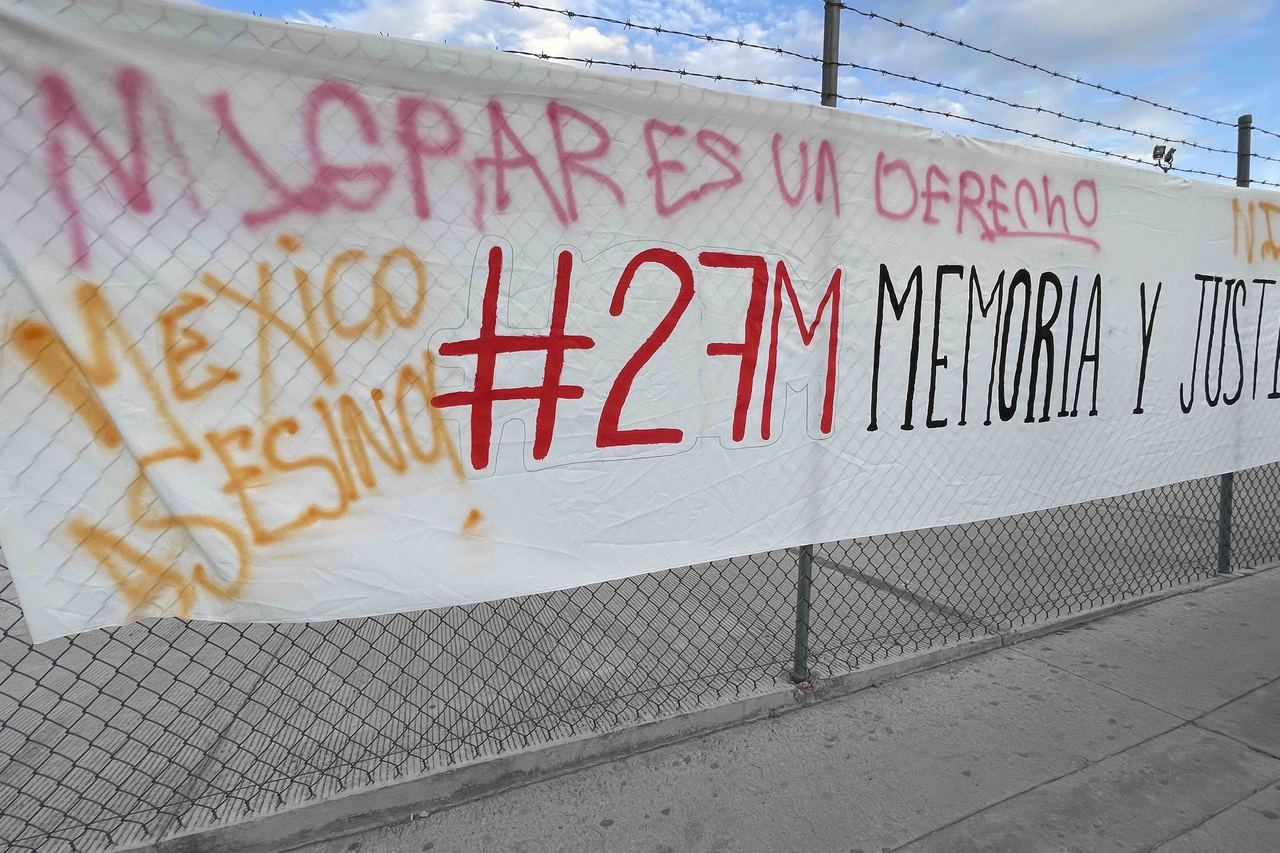 MIGRAR ES UN DERECHO
MEXICO
ASESINO!
#27M MEMORIA Y JUSTI